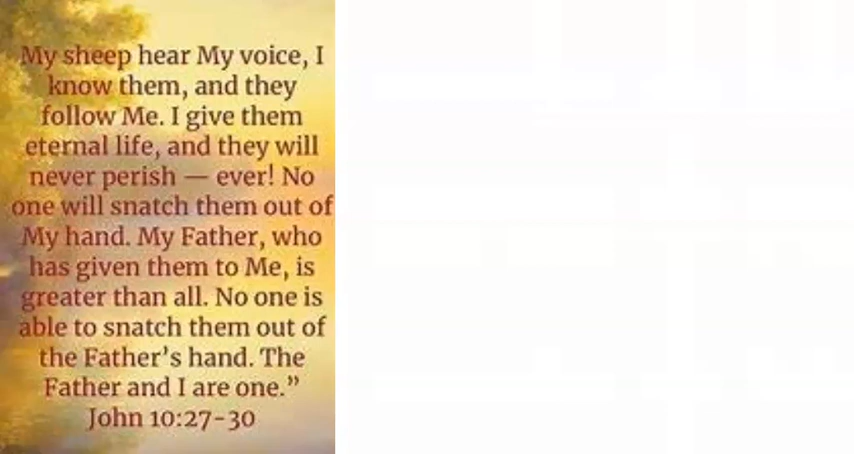 My sheep hear My voice, I
know them, and they
follow Me. I give them
eternal life, and they will
never perish — ever! No
one will snatch them out of
My hand. My Father, who
has given them to Me, is
greater than all. No one is
able to snatch them out of
the Father’s hand. The
Father and I are one.”
John 10:27-30